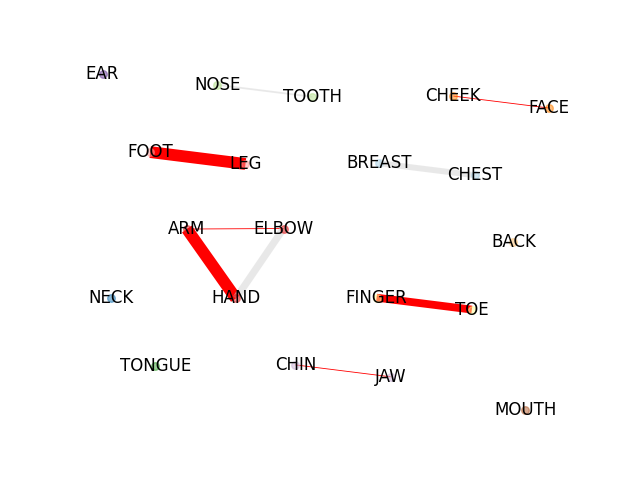 EAR
NOSE
TOOTH
CHEEK
FACE
FOOT
LEG
BREAST
CHEST
ARM
ELBOW
BACK
NECK
HAND
FINGER
TOE
TONGUE
CHIN
JAW
MOUTH